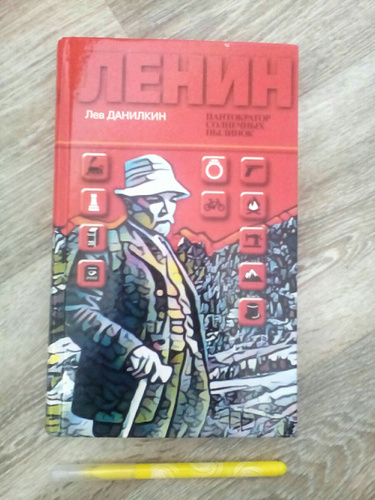 ЛЕНИН
Лев ДАНИЛКИН
ПАНТОКРАТОР
СОЛНЕЧНЫХ
ПЫЛИНОК